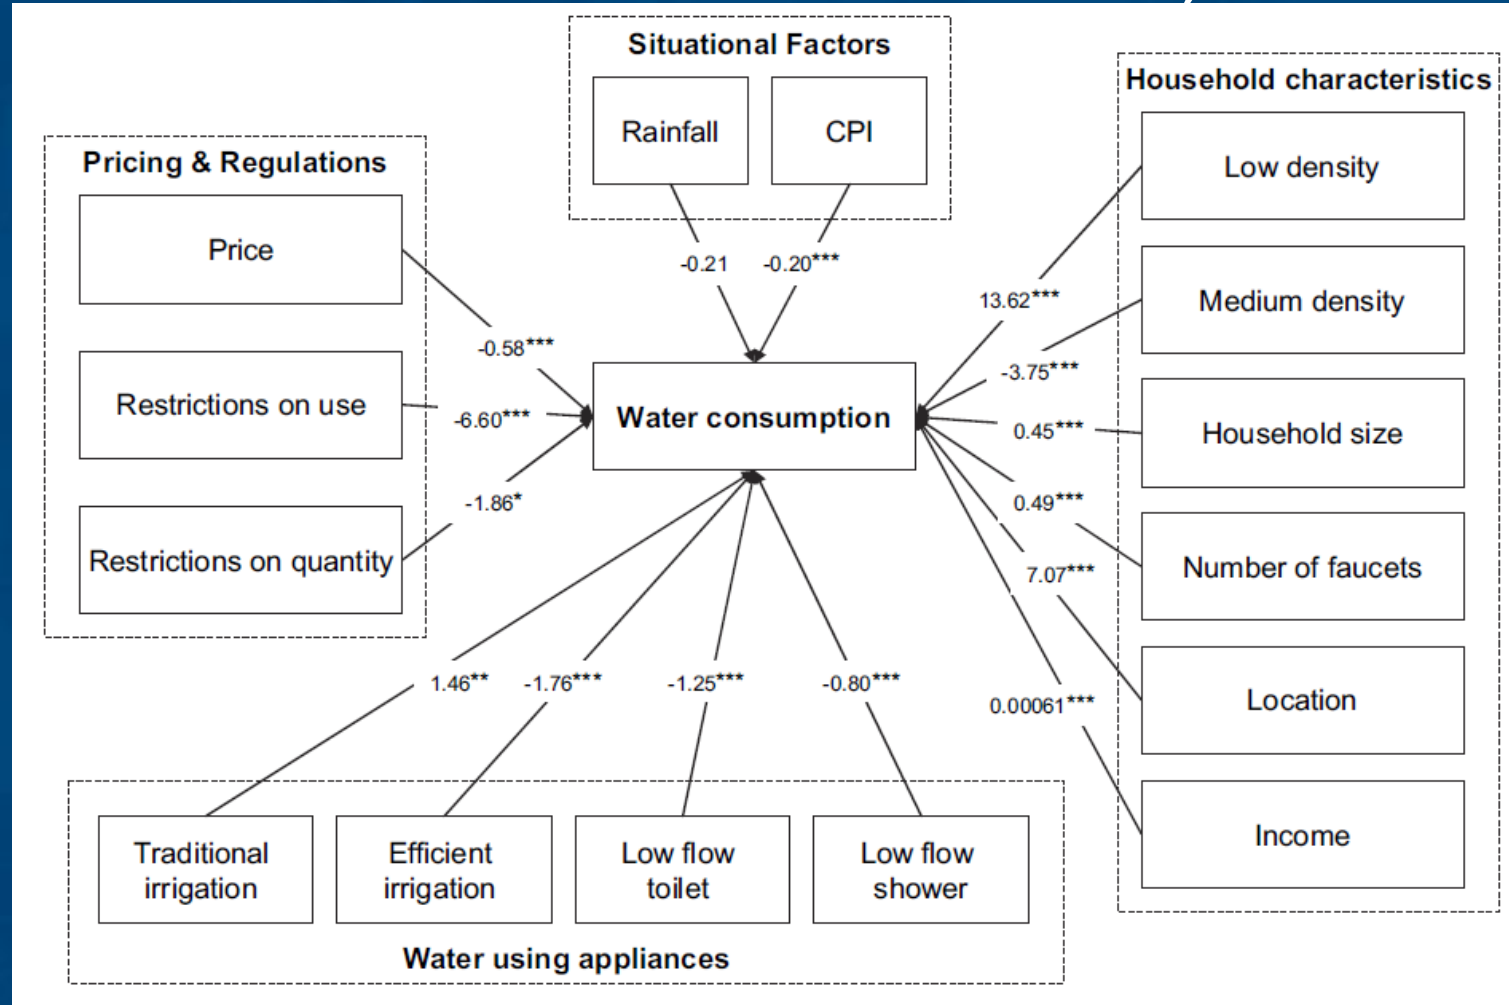 Situational Factors
Rainfall
CPI
-0.21
-0.20***
Pricing & Regulations
Price
Restrictions on use
Restrictions on quantity
-0.58***
-6.60***
-1.86*
Water consumption
Household characteristics
Low density
Medium density
Household size
Number of faucets
Location
Income
13.62***
-3.75***
0.45***
0.49***
7.07***
0.00061***
1.46**
-1.76***
-1.25***
-0.80***
Traditional
irrigation
Efficient
irrigation
Low flow
toilet
Low flow
shower
Water using appliances